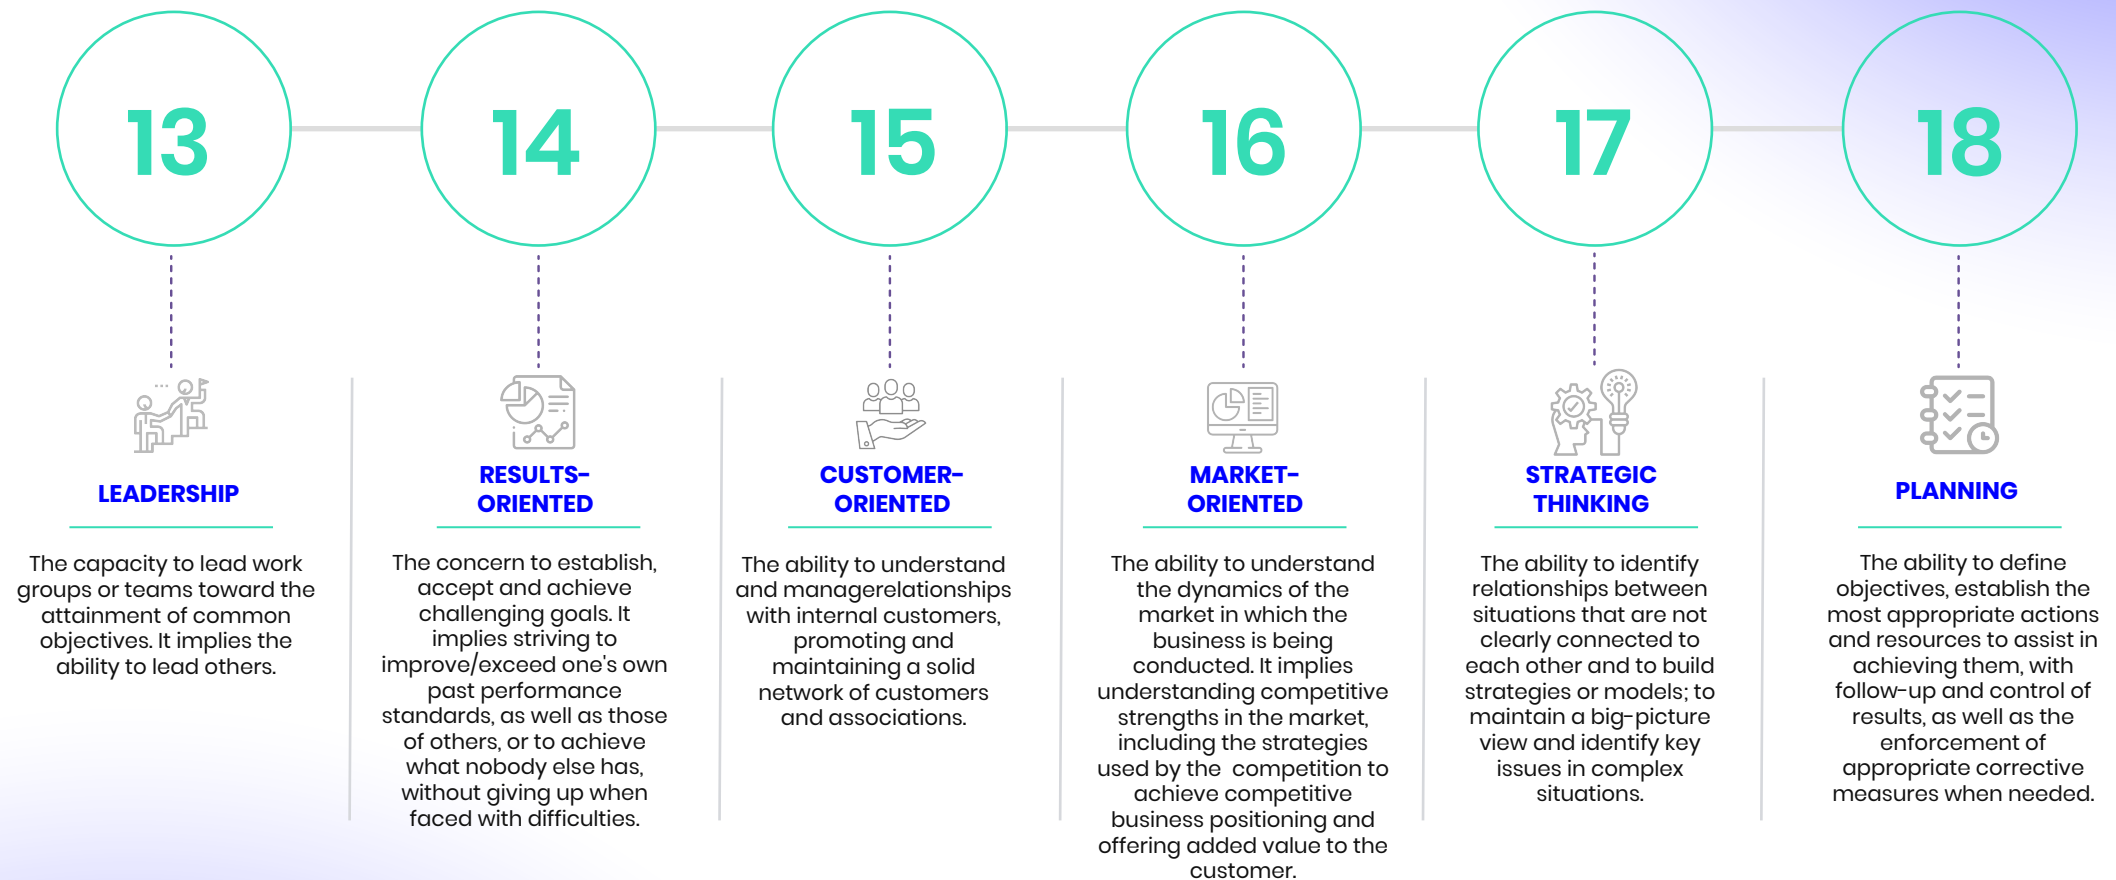 13
14
15
16
17
18
LEADERSHIP
The capacity to lead work
groups or teams toward the
attainment of common
objectives. It implies the
ability to lead others.
RESULTS-
ORIENTED
The concern to establish,
accept and achieve
challenging goals. It
implies striving to
improve/exceed one's own
past performance
standards, as well as those
of others, or to achieve
what nobody else has,
without giving up when
faced with difficulties.
CUSTOMER-
ORIENTED
The ability to understand
and managerelationships
with internal customers,
promoting and
maintaining a solid
network of customers
and associations.
MARKET-
ORIENTED
The ability to understand
the dynamics of the
market in which the
business is being
conducted. It implies
understanding competitive
strengths in the market,
including the strategies
used by the  competition to
achieve competitive
business positioning and
offering added value to the
customer.
STRATEGIC
THINKING
The ability to identify
relationships between
situations that are not
clearly connected to
each other and to build
strategies or models; to
maintain a big-picture
view and identify key
issues in complex
situations.
PLANNING
The ability to define
objectives, establish the
most appropriate actions
and resources to assist in
achieving them, with
follow-up and control of
results, as well as the
enforcement of
appropriate corrective
measures when needed.